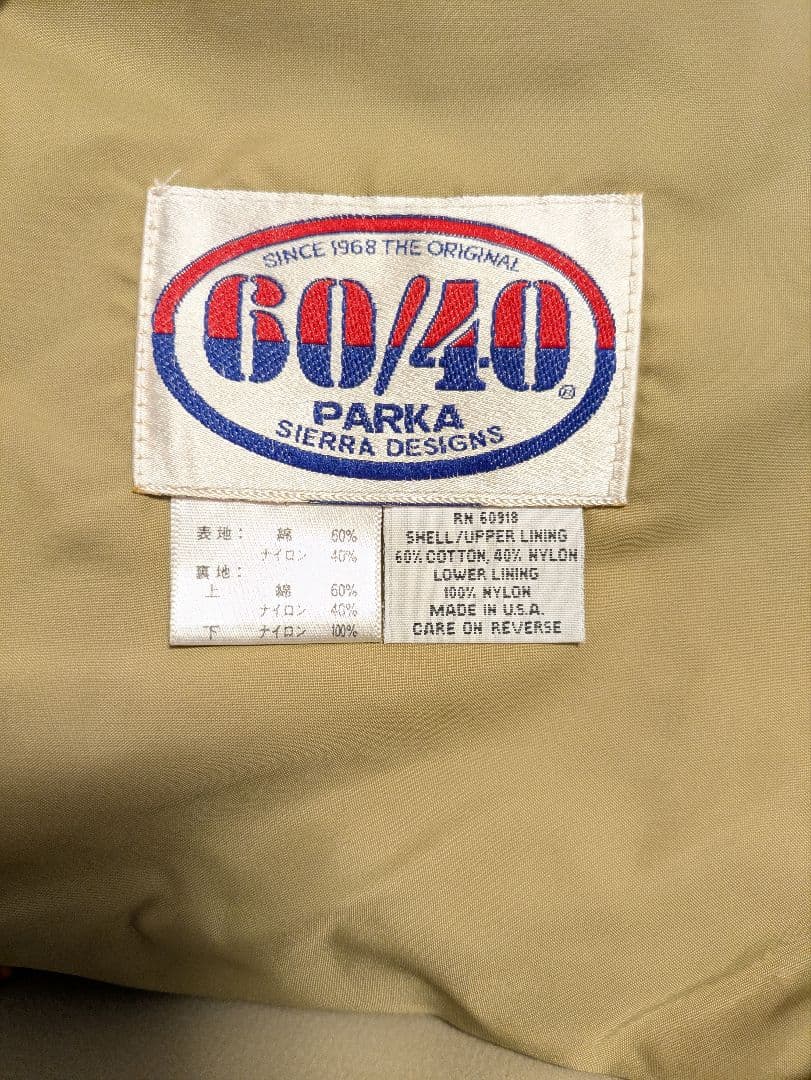 SINCE 1968 THE ORIGINAL
60/40
®
PARKA
SIERRA DESIGNS
表地: 綿 60%
ナイロン 40%
裏地:
上 綿 60%
ナイロン 40%
下 ナイロン 100%
RN 60918
SHELL/UPPER LINING
60% COTTON, 40% NYLON
LOWER LINING
100% NYLON
MADE IN U.S.A.
CARE ON REVERSE